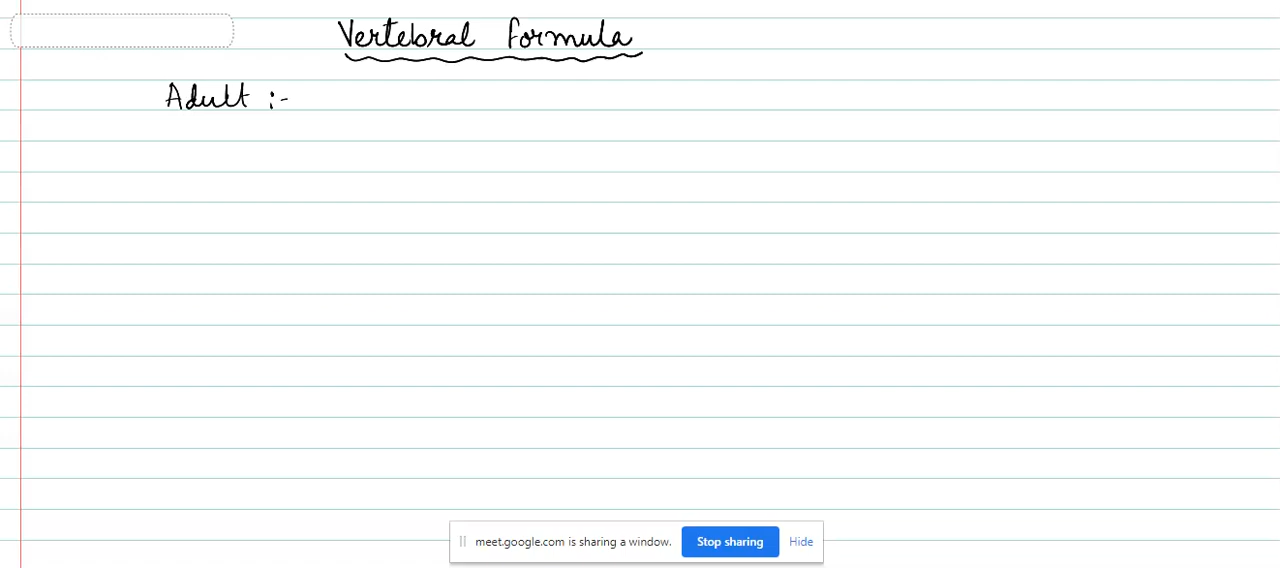 Vertebral Formula
Adult :-
meet.google.com is sharing a window. Stop sharing Hide